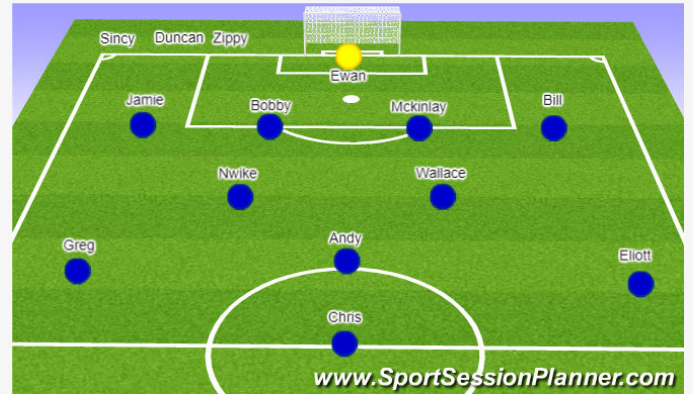 Sincy Duncan Zippy
Ewan
Jamie Bobby Mckinlay Bill
Nwike Wallace
Greg Andy Eliott
Chris
www.SportSessionPlanner.com